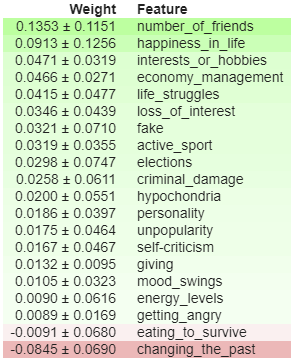 Weight Feature
0.1353 ± 0.1151 number_of_friends
0.0913 ± 0.1256 happiness_in_life
0.0471 ± 0.0319 interests_or_hobbies
0.0466 ± 0.0271 economy_management
0.0415 ± 0.0477 life_struggles
0.0346 ± 0.0439 loss_of_interest
0.0321 ± 0.0710 fake
0.0319 ± 0.0355 active_sport
0.0298 ± 0.0747 elections
0.0258 ± 0.0611 criminal_damage
0.0200 ± 0.0551 hypochondria
0.0186 ± 0.0397 personality
0.0175 ± 0.0464 unpopularity
0.0167 ± 0.0467 self-criticism
0.0132 ± 0.0095 giving
0.0105 ± 0.0323 mood_swings
0.0090 ± 0.0616 energy_levels
0.0089 ± 0.0169 getting_angry
-0.0091 ± 0.0680 eating_to_survive
-0.0845 ± 0.0690 changing_the_past